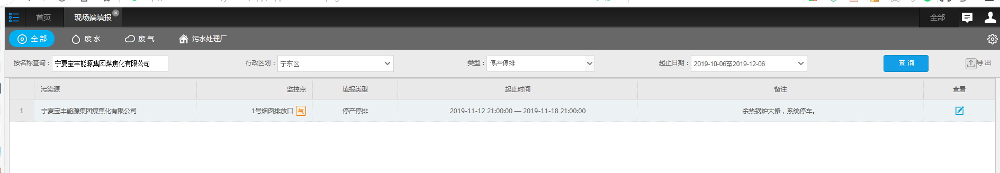 首页 现场端填报 全部
全部 废水 废气 污水处理厂
按名称查询： 宁夏宝丰能源集团煤焦化有限公司 行政区划： 宁东区 类型： 停产停排 起止日期： 2019-10-06至2019-12-06 查询 导出
污染源 监控点 填报类型 起止时间 备注 查看
1 宁夏宝丰能源集团煤焦化有限公司 1号烟囱排放口 气 停产停排 2019-11-12 21:00:00 — 2019-11-18 21:00:00 余热锅炉大修，系统停车。